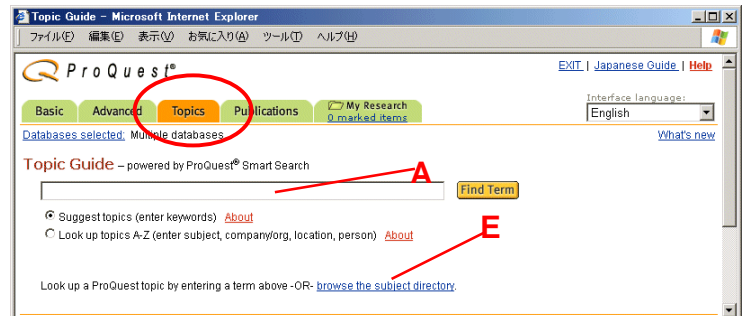 Topic Guide - Microsoft Internet Explorer
ファイル(F) 編集(E) 表示(V) お気に入り(A) ツール(T) ヘルプ(H)
ProQuest®
EXIT | Japanese Guide | Help
Basic Advanced Topics Publications My Research
0 marked items
Interface language:
English
Databases selected: Multiple databases
What's new
Topic Guide – powered by ProQuest® Smart Search
A
Find Term
Suggest topics (enter keywords) About
Look up topics A-Z (enter subject, company/org, location, person) About
E
Look up a ProQuest topic by entering a term above -OR- browse the subject directory.